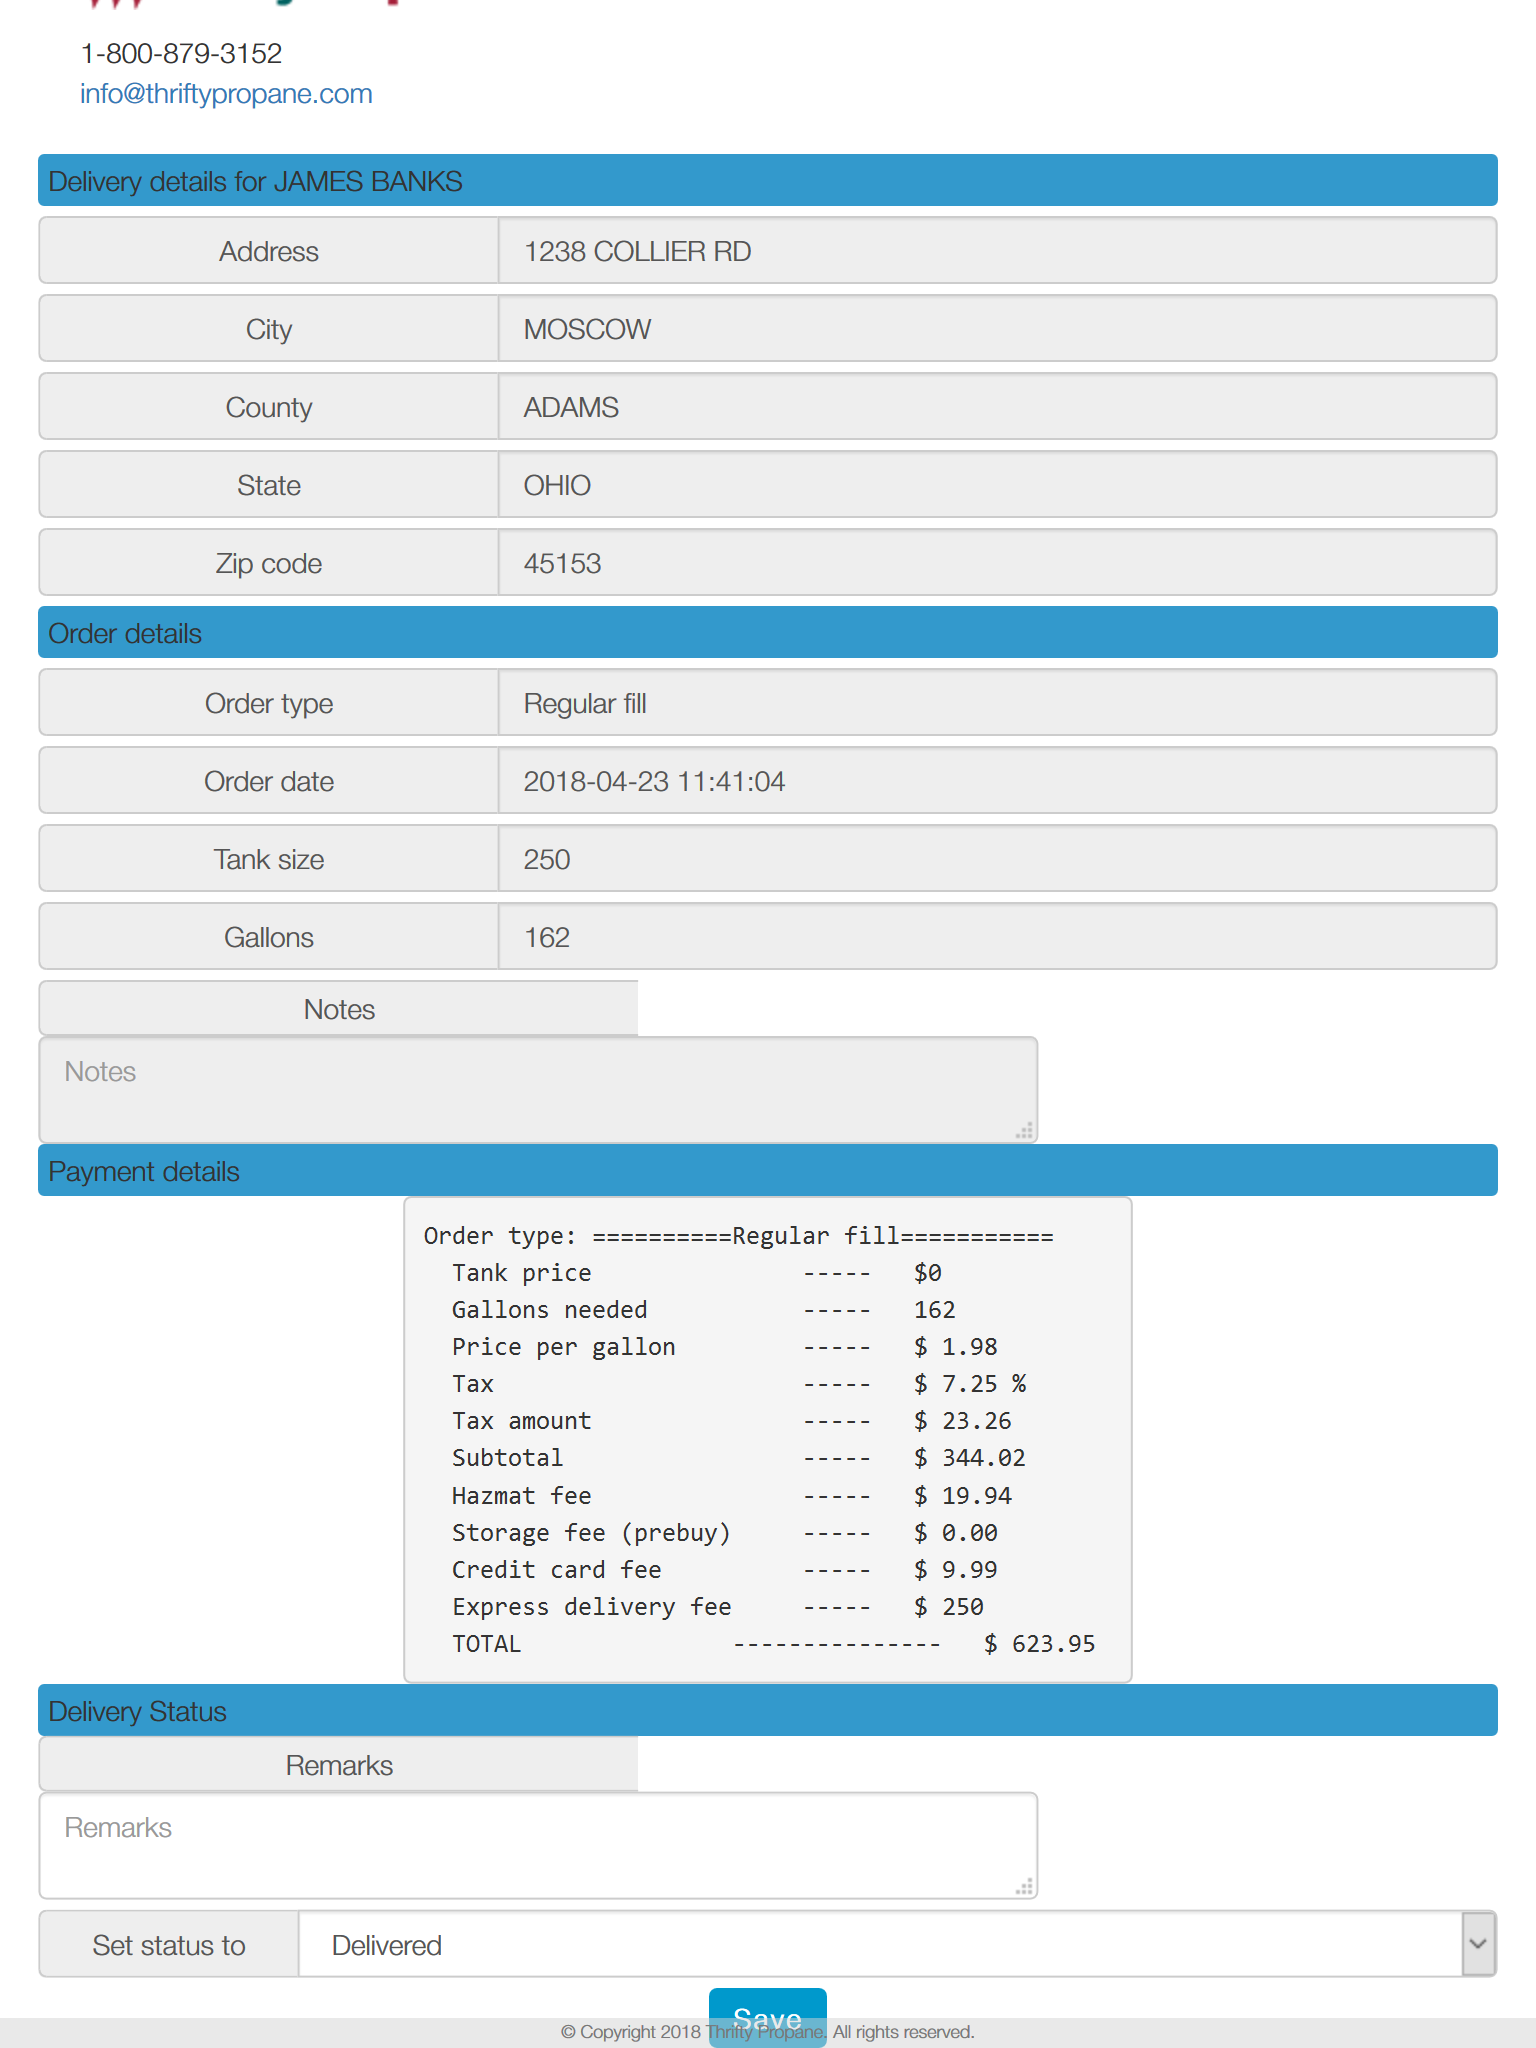 1-800-879-3152
info@thriftypropane.com
Delivery details for JAMES BANKS
Address 1238 COLLIER RD
City MOSCOW
County ADAMS
State OHIO
Zip code 45153
Order details
Order type Regular fill
Order date 2018-04-23 11:41:04
Tank size 250
Gallons 162
Notes
Notes
Payment details
Order type: ==========Regular fill===========
Tank price ----- $0
Gallons needed ----- 162
Price per gallon ----- $ 1.98
Tax ----- $ 7.25 %
Tax amount ----- $ 23.26
Subtotal ----- $ 344.02
Hazmat fee ----- $ 19.94
Storage fee (prebuy) ----- $ 0.00
Credit card fee ----- $ 9.99
Express delivery fee ----- $ 250
TOTAL --------------- $ 623.95
Delivery Status
Remarks
Remarks
Set status to Delivered
Save
© Copyright 2018 Thrifty Propane. All rights reserved.